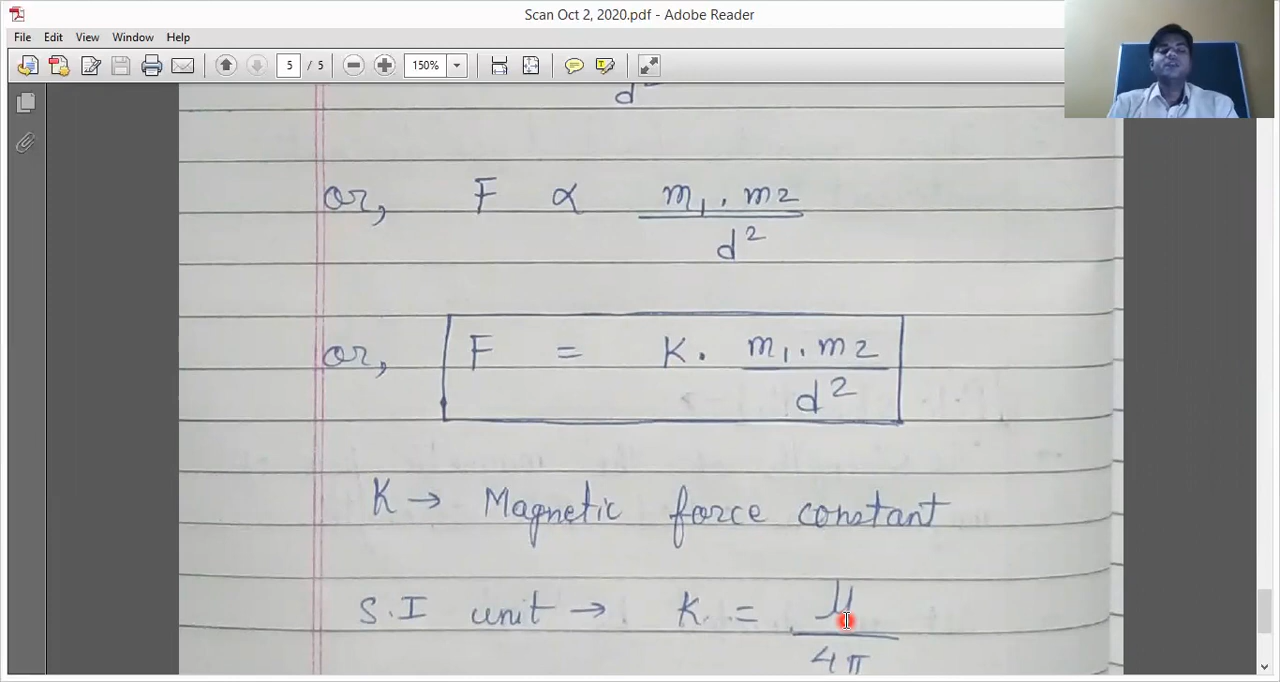 Scan Oct 2, 2020.pdf - Adobe Reader
File Edit View Window Help
5 / 5 150%
d²
or, F ∝ m₁ . m₂
d²
or, F = K . m₁ . m₂
d²
K → Magnetic force constant
S.I unit → K = μ
4π